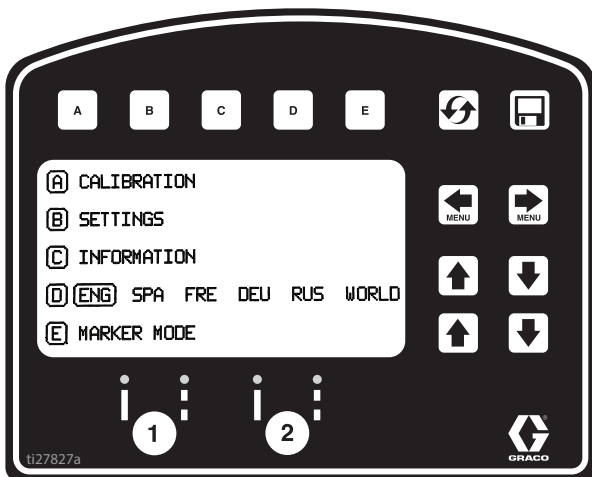 A B C D E
A CALIBRATION
MENU MENU
B SETTINGS
C INFORMATION
D ENG SPA FRE DEU RUS WORLD
E MARKER MODE
1 2
GRACO
ti27827a